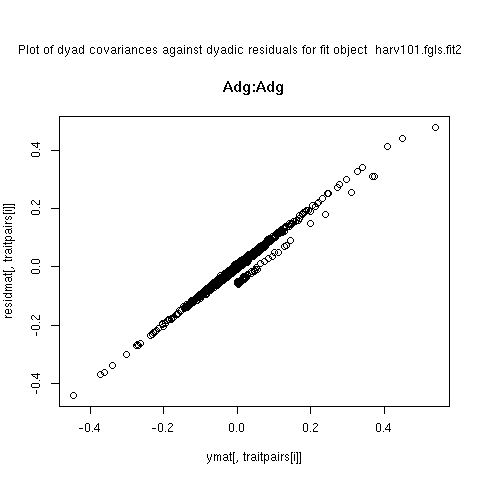 Plot of dyad covariances against dyadic residuals for fit object  harv101.fgls.fit2
Adg:Adg
residmat[, traitpairs[i]]
0.4
0.2
0.0
-0.2
-0.4
-0.4 -0.2 0.0 0.2 0.4
ymat[, traitpairs[i]]